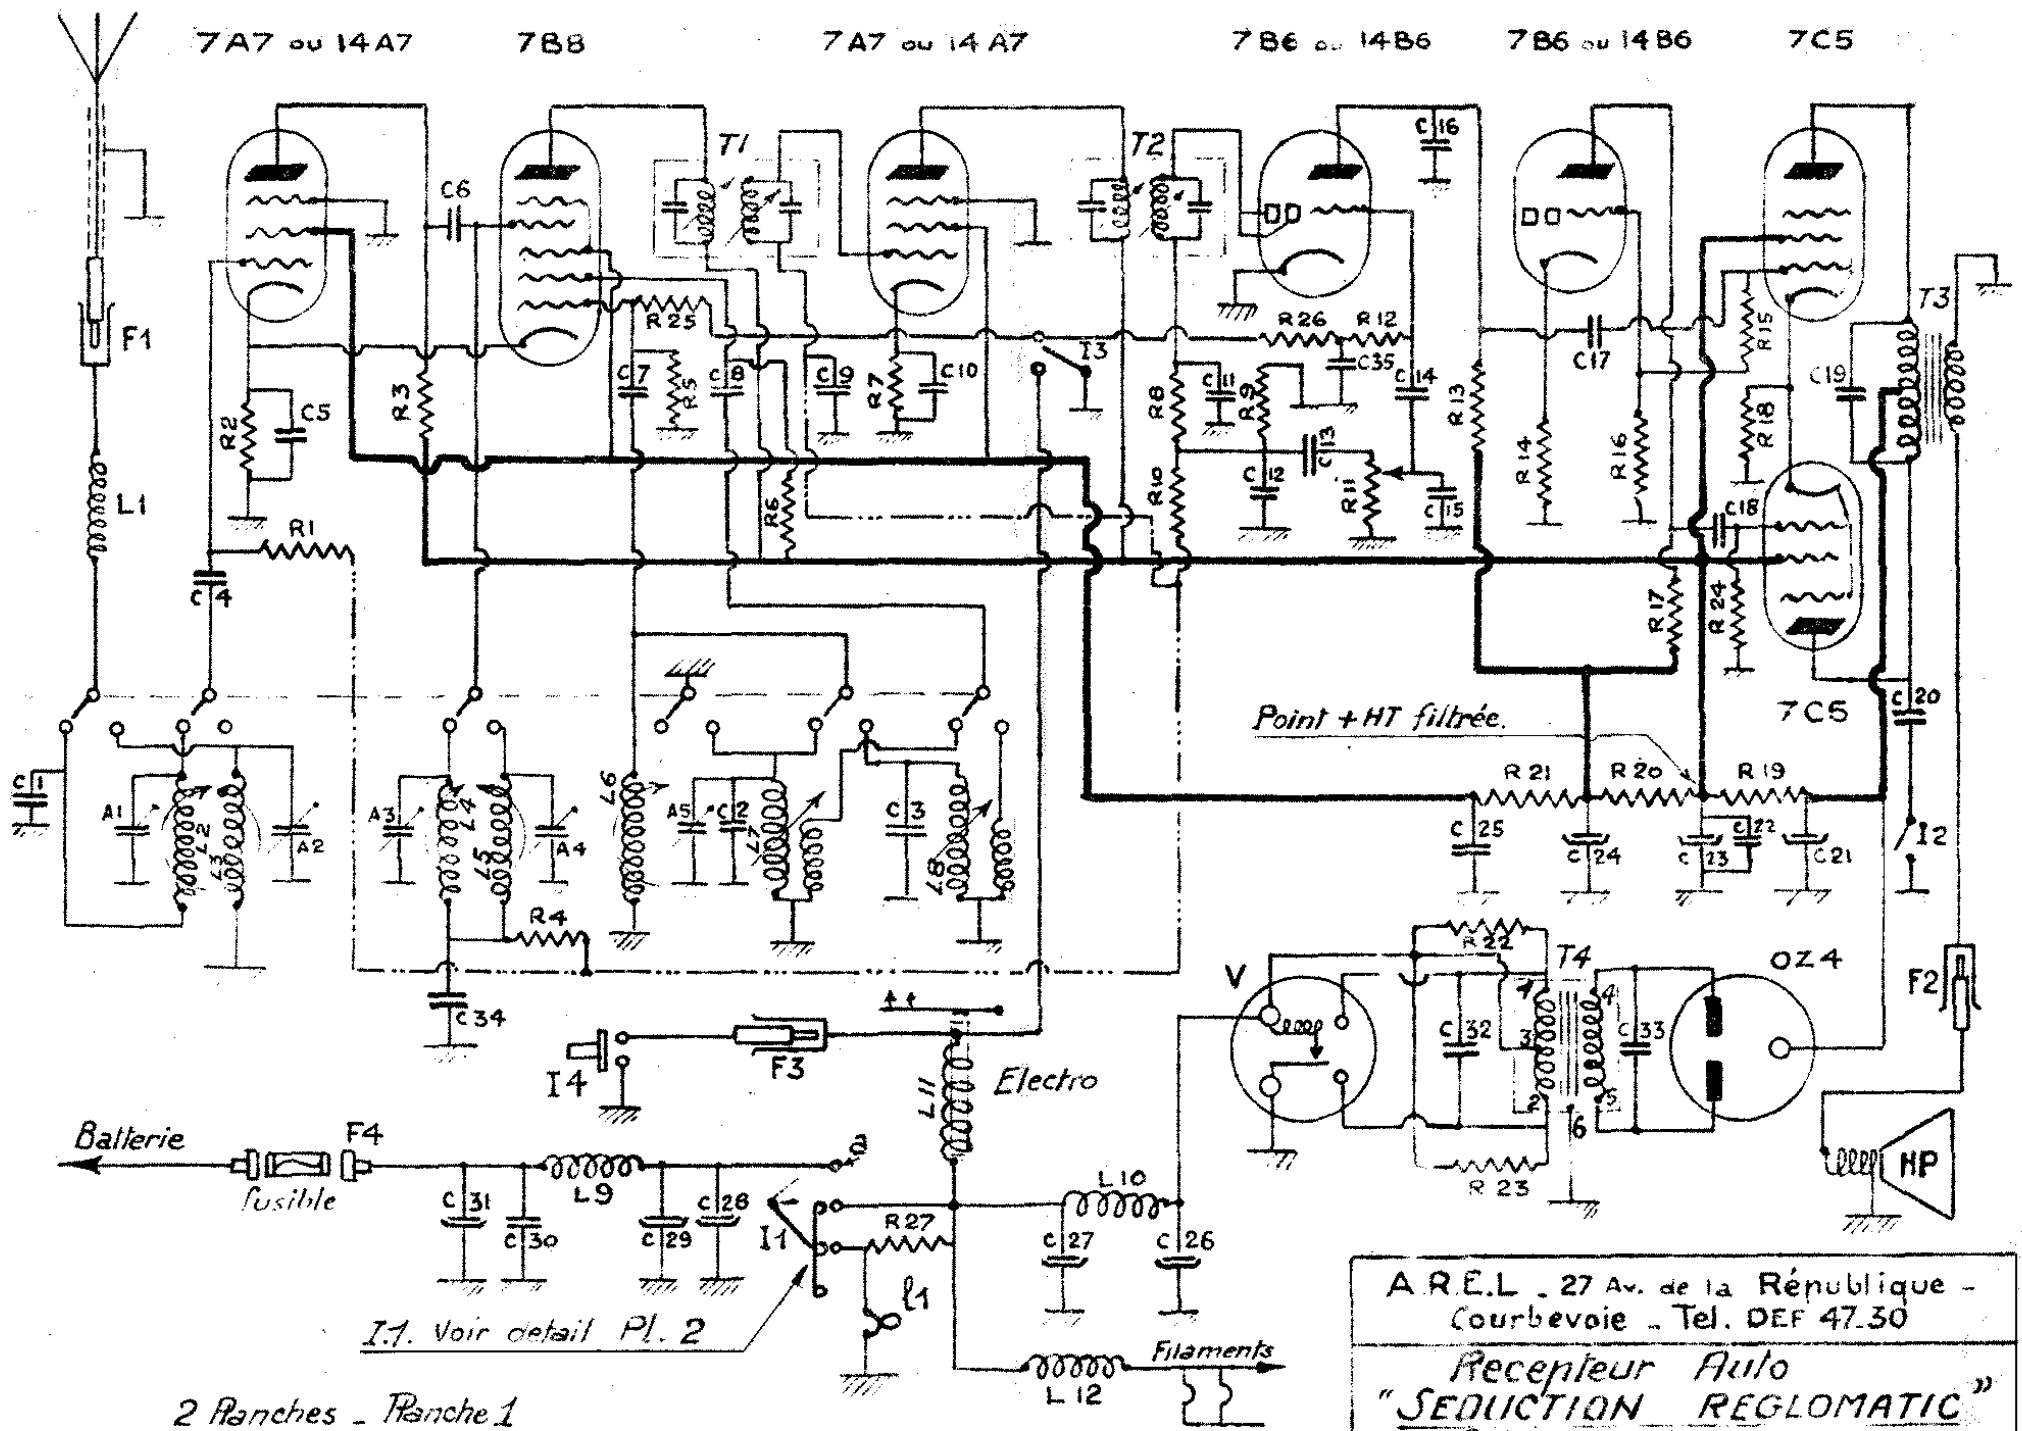 7A7 ou 14A7
7B8
7A7 ou 14A7
7B6 ou 14B6
7B6 ou 14B6
7C5
C16
T1
T2
C6
T3
F1
R25
R26
R12
R15
C17
I3
C35
C5
R2
R3
C7
R5
C8
C9
R7
C10
R8
C11
R9
C14
R13
R18
C19
L1
R1
R6
R10
C12
C13
R11
C15
R14
R16
C18
C4
R17
R24
7C5
C20
Point + HT filtrée.
R21
R20
R19
C1
A1
L2
L3
A2
A3
L4
L5
A4
L6
A5
C2
L7
C3
L8
C25
C24
C23
C22
C21
I2
R4
R22
C34
V
T4
OZ4
F2
4
4
3
C32
C33
2
5
6
I4
F3
L11
Electro
Batterie
F4
fusible
L9
a
L10
R23
HP
C31
C30
C29
C28
I1
R27
C27
C26
l1
I.1. Voir detail Pl. 2
Filaments
L12
A.R.E.L - 27 Av. de la République -
Courbevoie - Tel. DEF 47-30
Recepteur Auto
"SEDUCTION REGLOMATIC"
2 Planches - Planche 1